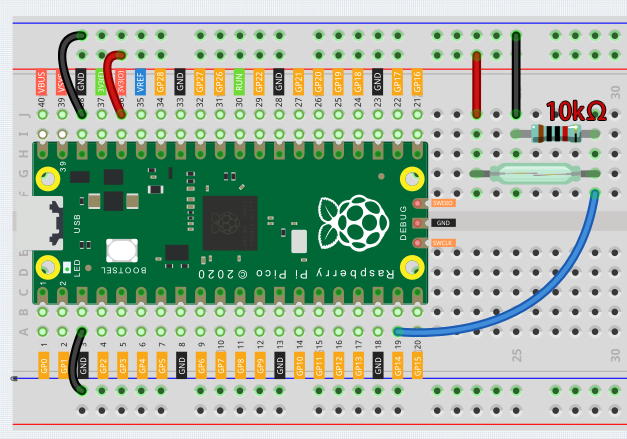 40 39 38 37 36 35 34 33 32 31 30 29 28 27 26 25 24 23 22 21
VBUS VSYS GND 3V3(O) VREF GP28 GND GP27 GP26 RUN GP22 GND GP21 GP20 GP19 GP18 GND GP17 GP16
10kΩ
30
J
I
H
G
F
39
USB
DEBUG
SWDIO
GND
SWCLK
LED
BOOTSEL
Raspberry Pi Pico © 2020
1 2
E
D
C
B
A
1 2 3 4 5 6 7 8 9 10 11 12 13 14 15 16 17 18 19 20
25
30
GP0 GP1 GND GP2 GP3 GP4 GP5 GND GP6 GP7 GP8 GP9 GND GP10 GP11 GP12 GP13 GND GP14 GP15